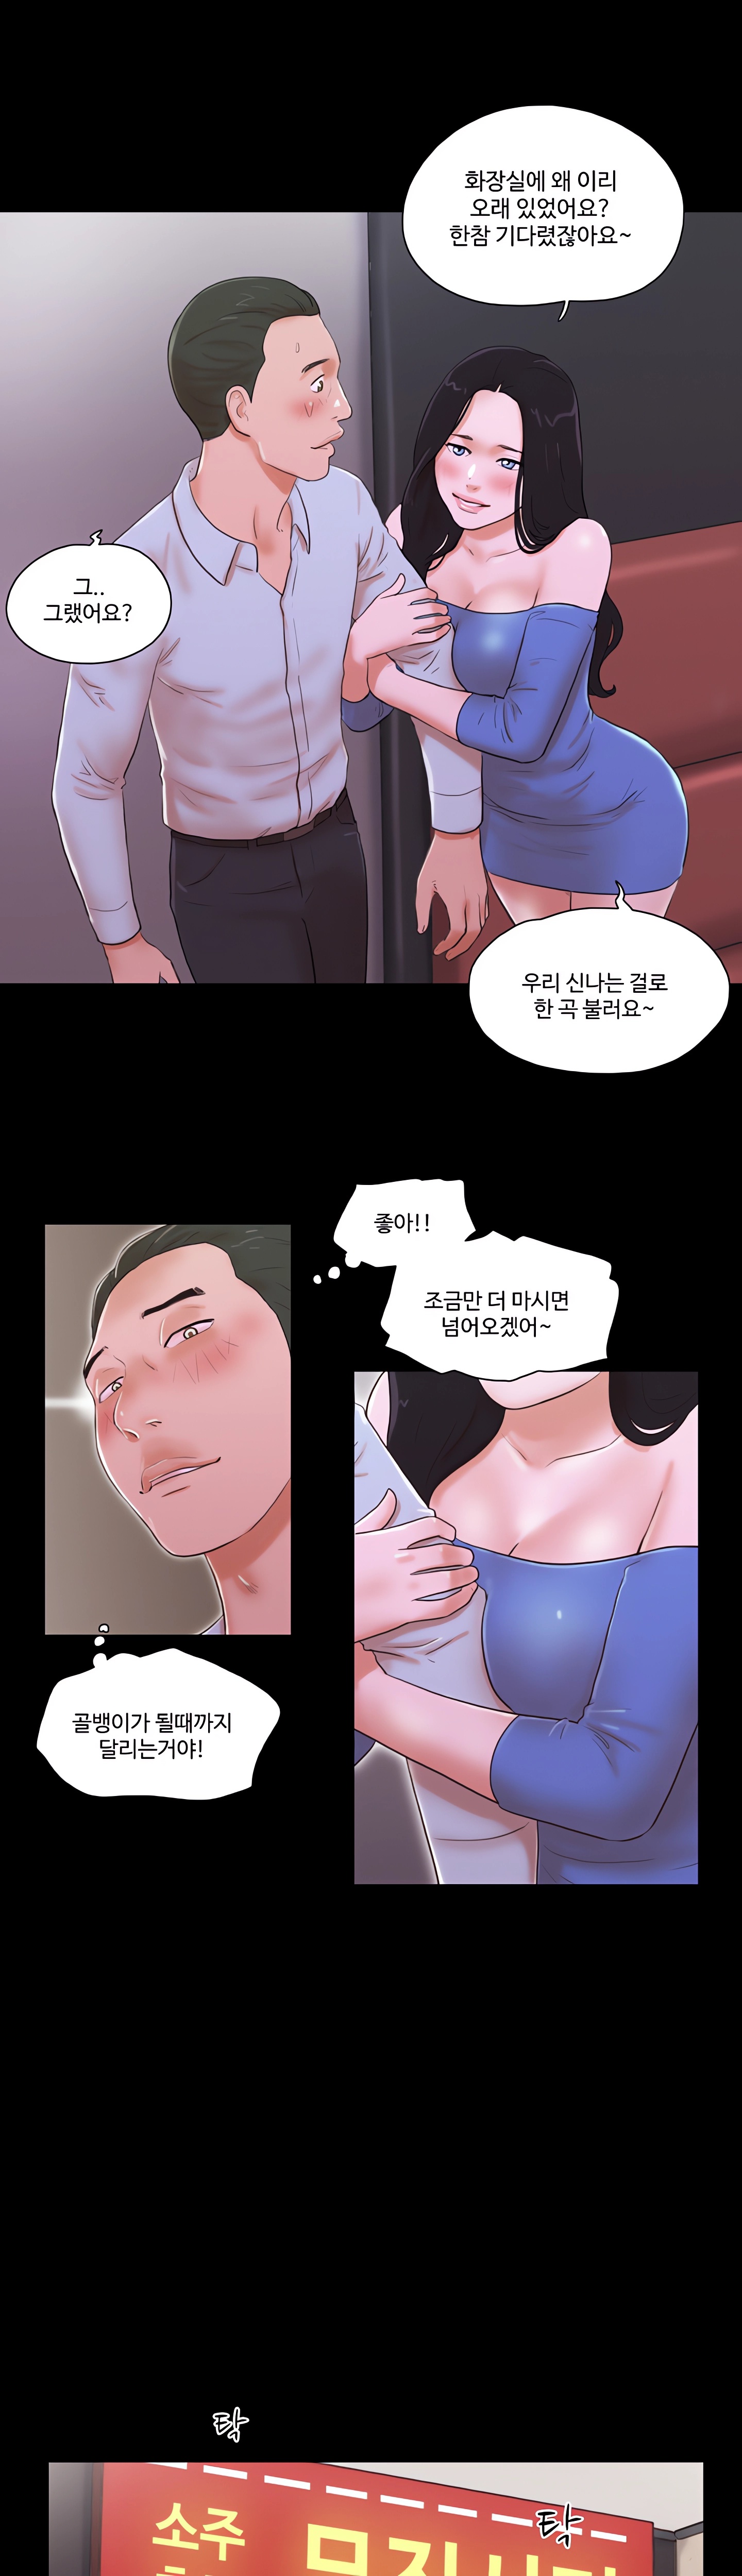 화장실에 왜 이리
오래 있었어요?
한참 기다렸잖아요~
그..
그랬어요?
우리 신나는 걸로
한 곡 불러요~
좋아!!
조금만 더 마시면
넘어오겠어~
골뱅이가 될때까지
달리는거야!
탁
탁
소주